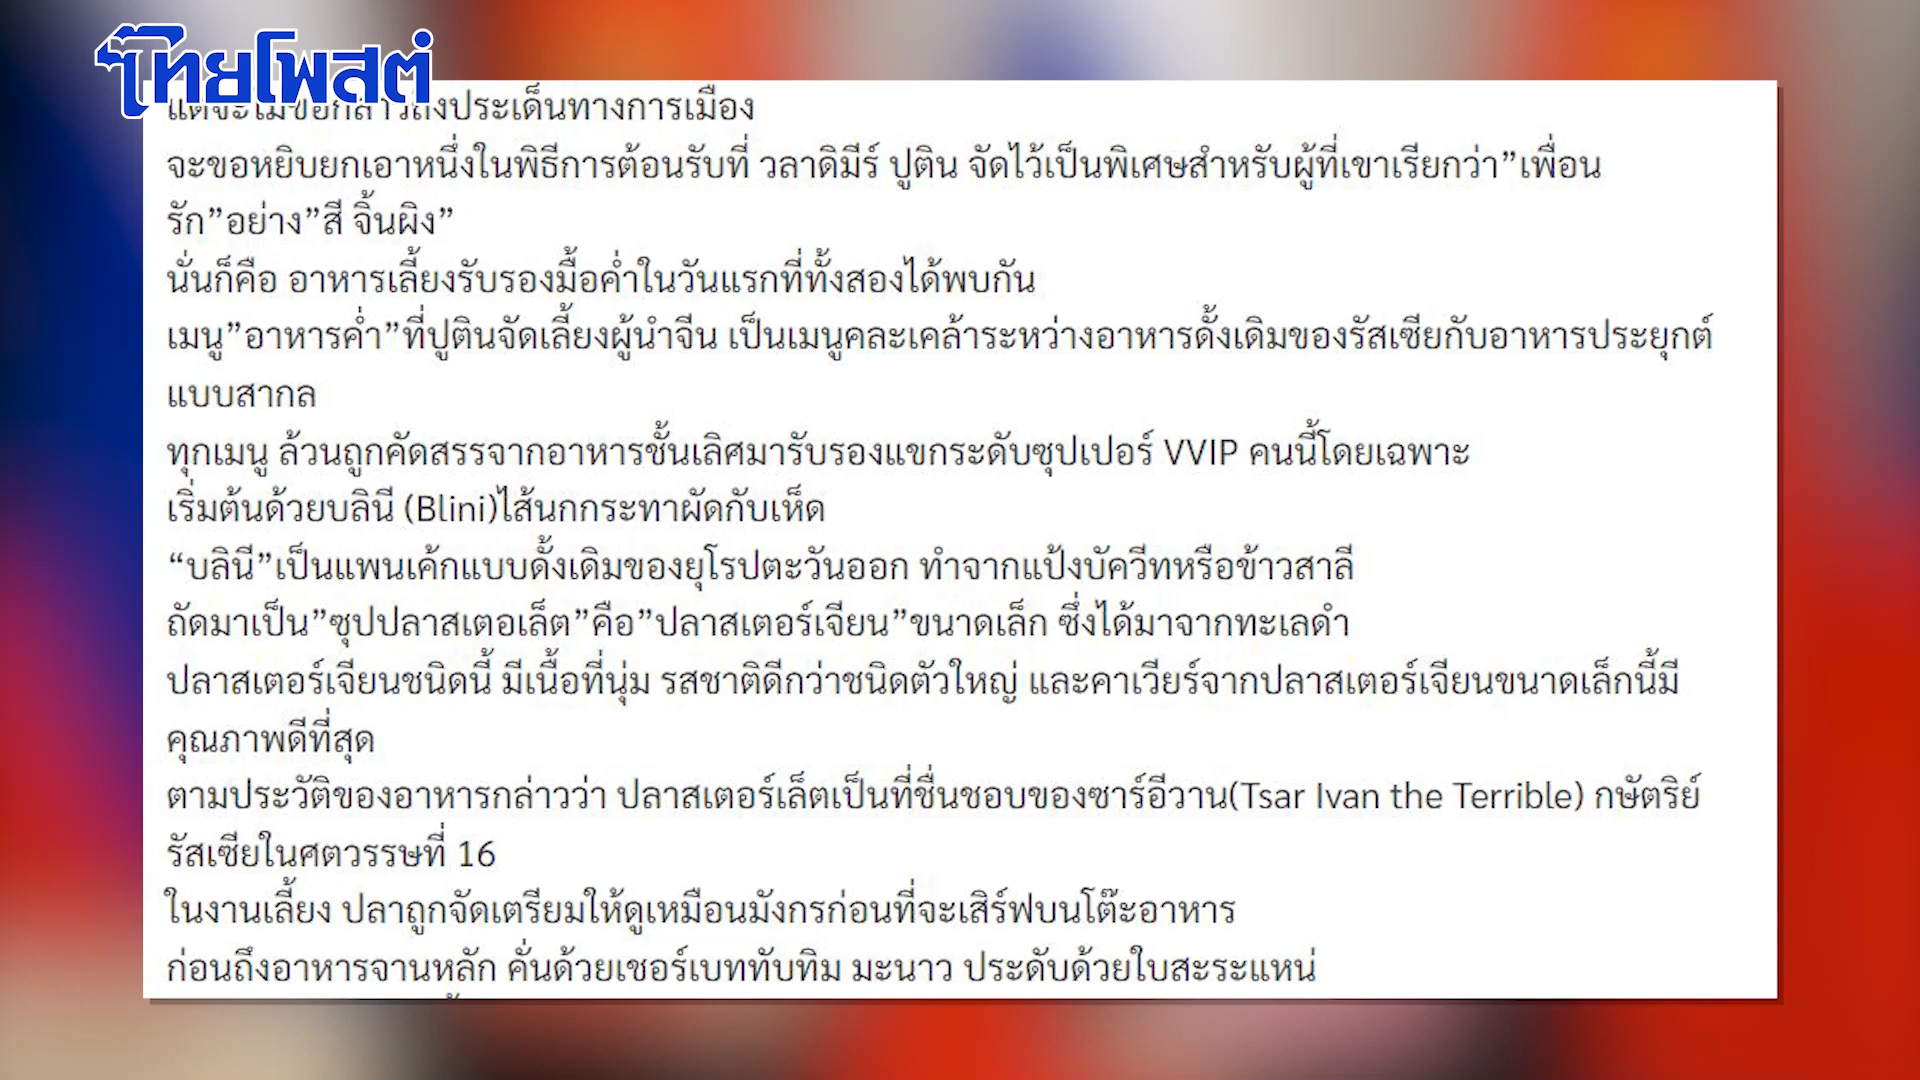 ไทยโพสต์
แต่จะไม่ขอกล่าวถึงประเด็นทางการเมือง
จะขอหยิบยกเอาหนึ่งในพิธีการต้อนรับที่ วลาดิมีร์ ปูติน จัดไว้เป็นพิเศษสำหรับผู้ที่เขาเรียกว่า”เพื่อน
รัก”อย่าง”สี จิ้นผิง”
นั่นก็คือ อาหารเลี้ยงรับรองมื้อค่ำในวันแรกที่ทั้งสองได้พบกัน
เมนู”อาหารค่ำ”ที่ปูตินจัดเลี้ยงผู้นำจีน เป็นเมนูคละเคล้าระหว่างอาหารดั้งเดิมของรัสเซียกับอาหารประยุกต์
แบบสากล
ทุกเมนู ล้วนถูกคัดสรรจากอาหารชั้นเลิศมารับรองแขกระดับซุปเปอร์ VVIP คนนี้โดยเฉพาะ
เริ่มต้นด้วยบลินี (Blini)ไส้นกกระทาผัดกับเห็ด
“บลินี”เป็นแพนเค้กแบบดั้งเดิมของยุโรปตะวันออก ทำจากแป้งบัควีทหรือข้าวสาลี
ถัดมาเป็น”ซุปปลาสเตอเล็ต”คือ”ปลาสเตอร์เจียน”ขนาดเล็ก ซึ่งได้มาจากทะเลดำ
ปลาสเตอร์เจียนชนิดนี้ มีเนื้อที่นุ่ม รสชาติดีกว่าชนิดตัวใหญ่ และคาเวียร์จากปลาสเตอร์เจียนขนาดเล็กนี้มี
คุณภาพดีที่สุด
ตามประวัติของอาหารกล่าวว่า ปลาสเตอร์เล็ตเป็นที่ชื่นชอบของซาร์อีวาน(Tsar Ivan the Terrible) กษัตริย์
รัสเซียในศตวรรษที่ 16
ในงานเลี้ยง ปลาถูกจัดเตรียมให้ดูเหมือนมังกรก่อนที่จะเสิร์ฟบนโต๊ะอาหาร
ก่อนถึงอาหารจานหลัก คั่นด้วยเชอร์เบททับทิม มะนาว ประดับด้วยใบสะระแหน่